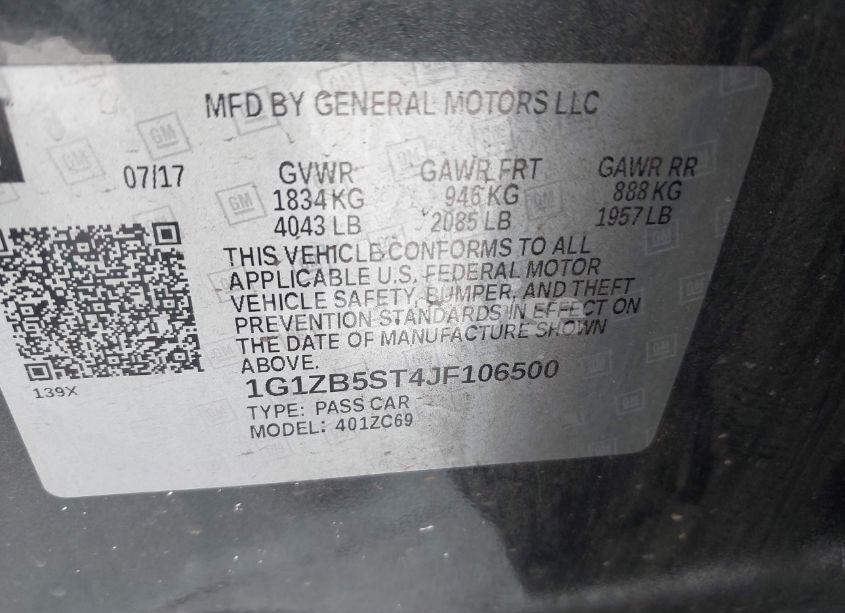 MFD BY GENERAL MOTORS LLC
07/17 GVWR GAWR FRT GAWR RR
1834 KG 946 KG 888 KG
4043 LB 2085 LB 1957 LB
THIS VEHICLE CONFORMS TO ALL
APPLICABLE U.S. FEDERAL MOTOR
VEHICLE SAFETY, BUMPER, AND THEFT
PREVENTION STANDARDS IN EFFECT ON
THE DATE OF MANUFACTURE SHOWN
ABOVE.
1G1ZB5ST4JF106500
TYPE: PASS CAR
MODEL: 401ZC69
139X
GM